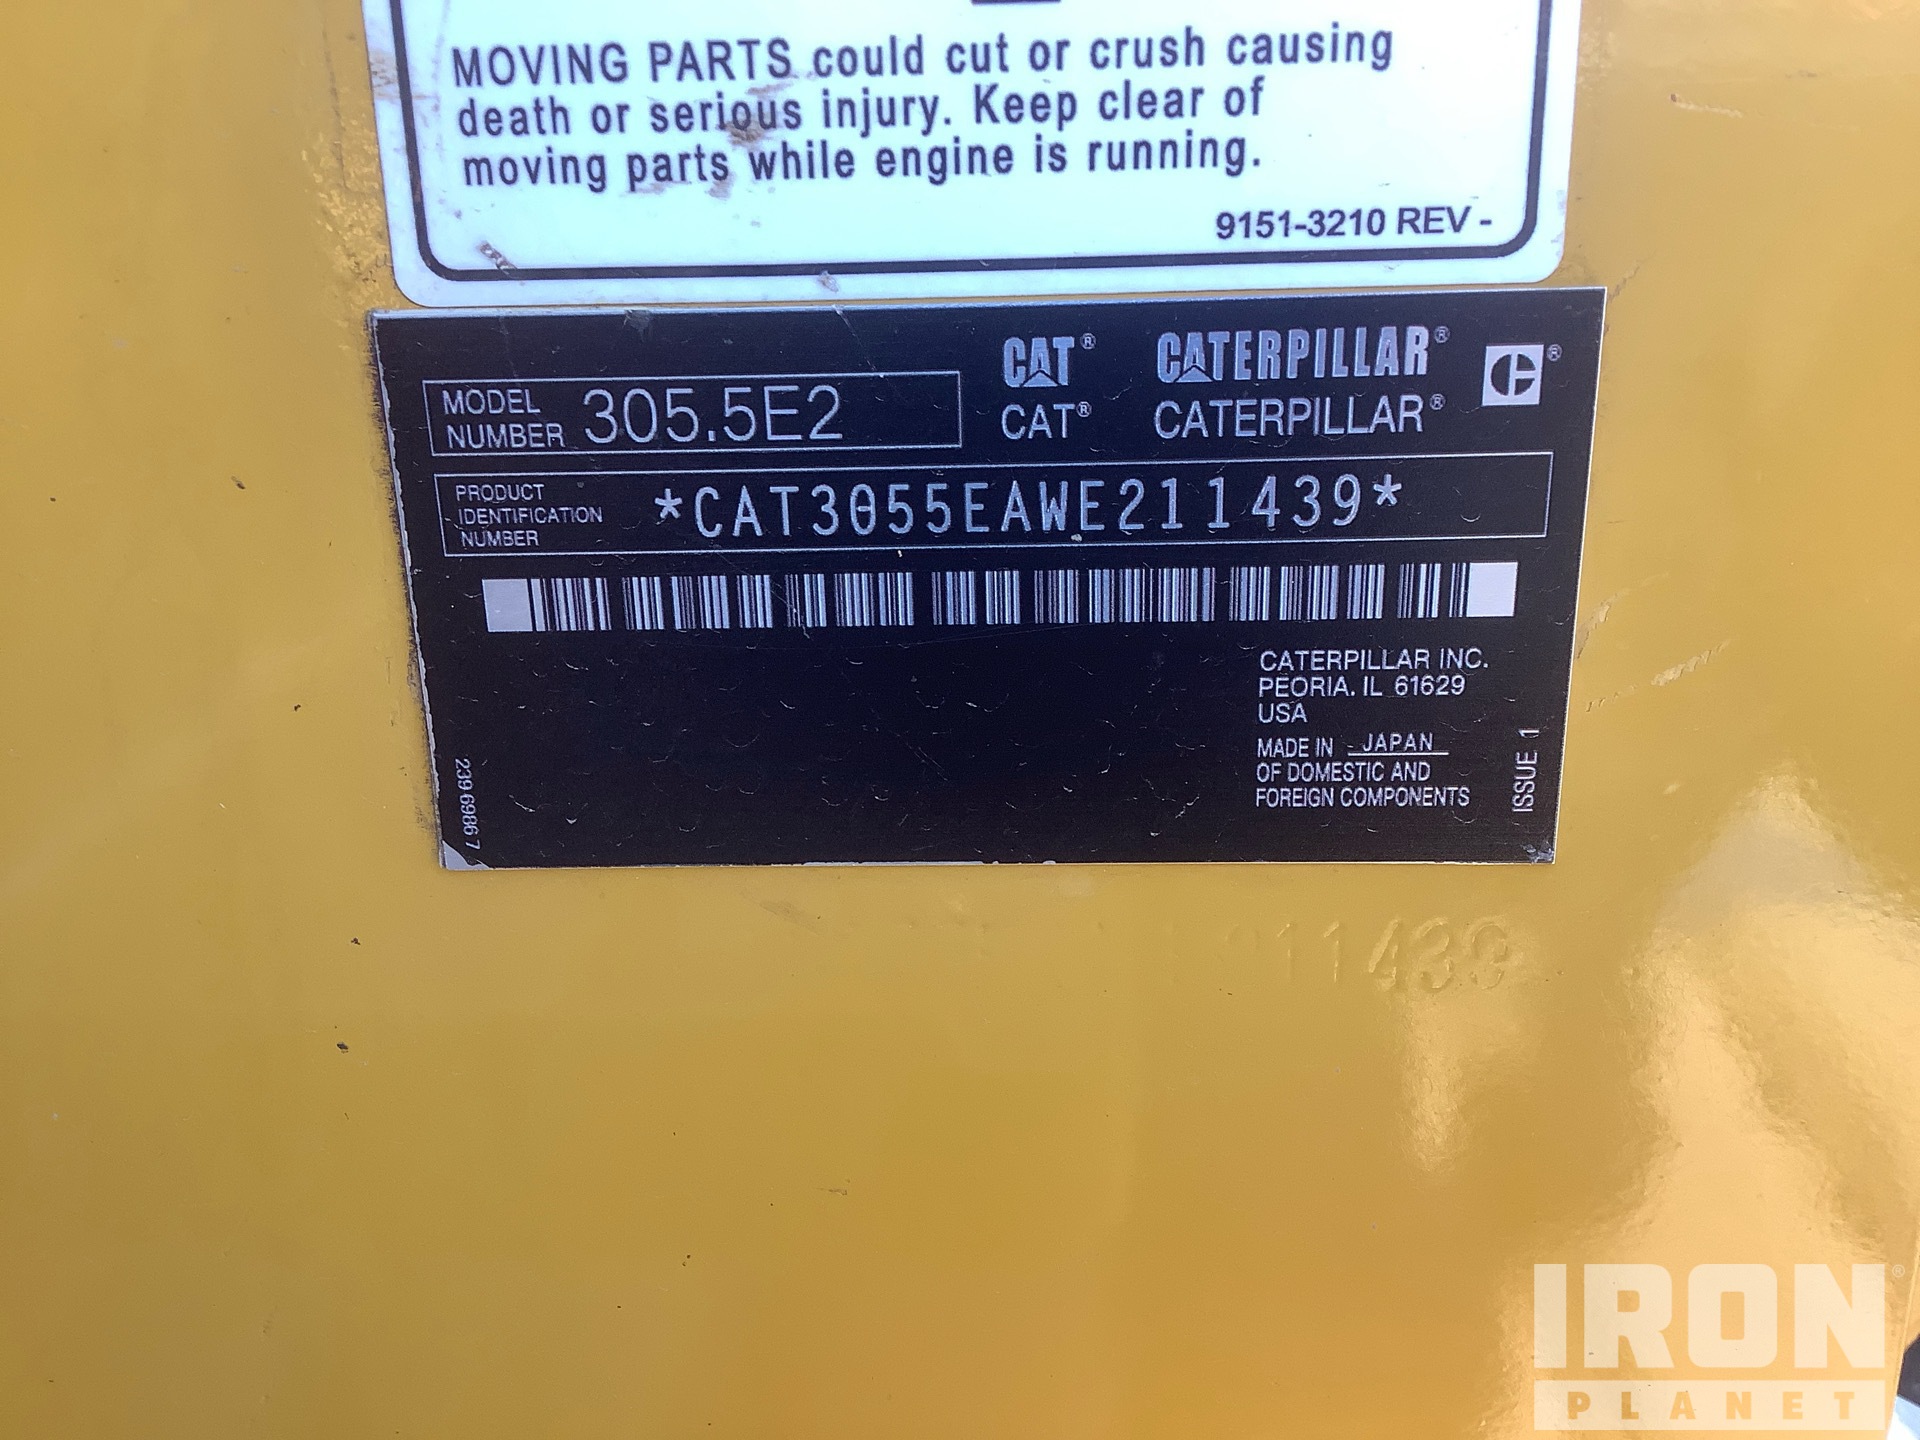 MOVING PARTS could cut or crush causing
death or serious injury. Keep clear of
moving parts while engine is running.
9151-3210 REV -
CAT® CATERPILLAR®
CAT® CATERPILLAR®
MODEL
NUMBER 305.5E2
PRODUCT
IDENTIFICATION
NUMBER
*CAT3055EAWE211439*
CATERPILLAR INC.
PEORIA. IL 61629
USA
MADE IN JAPAN
OF DOMESTIC AND
FOREIGN COMPONENTS
ISSUE 1
239 6986 7
211439
IRON®
PLANET